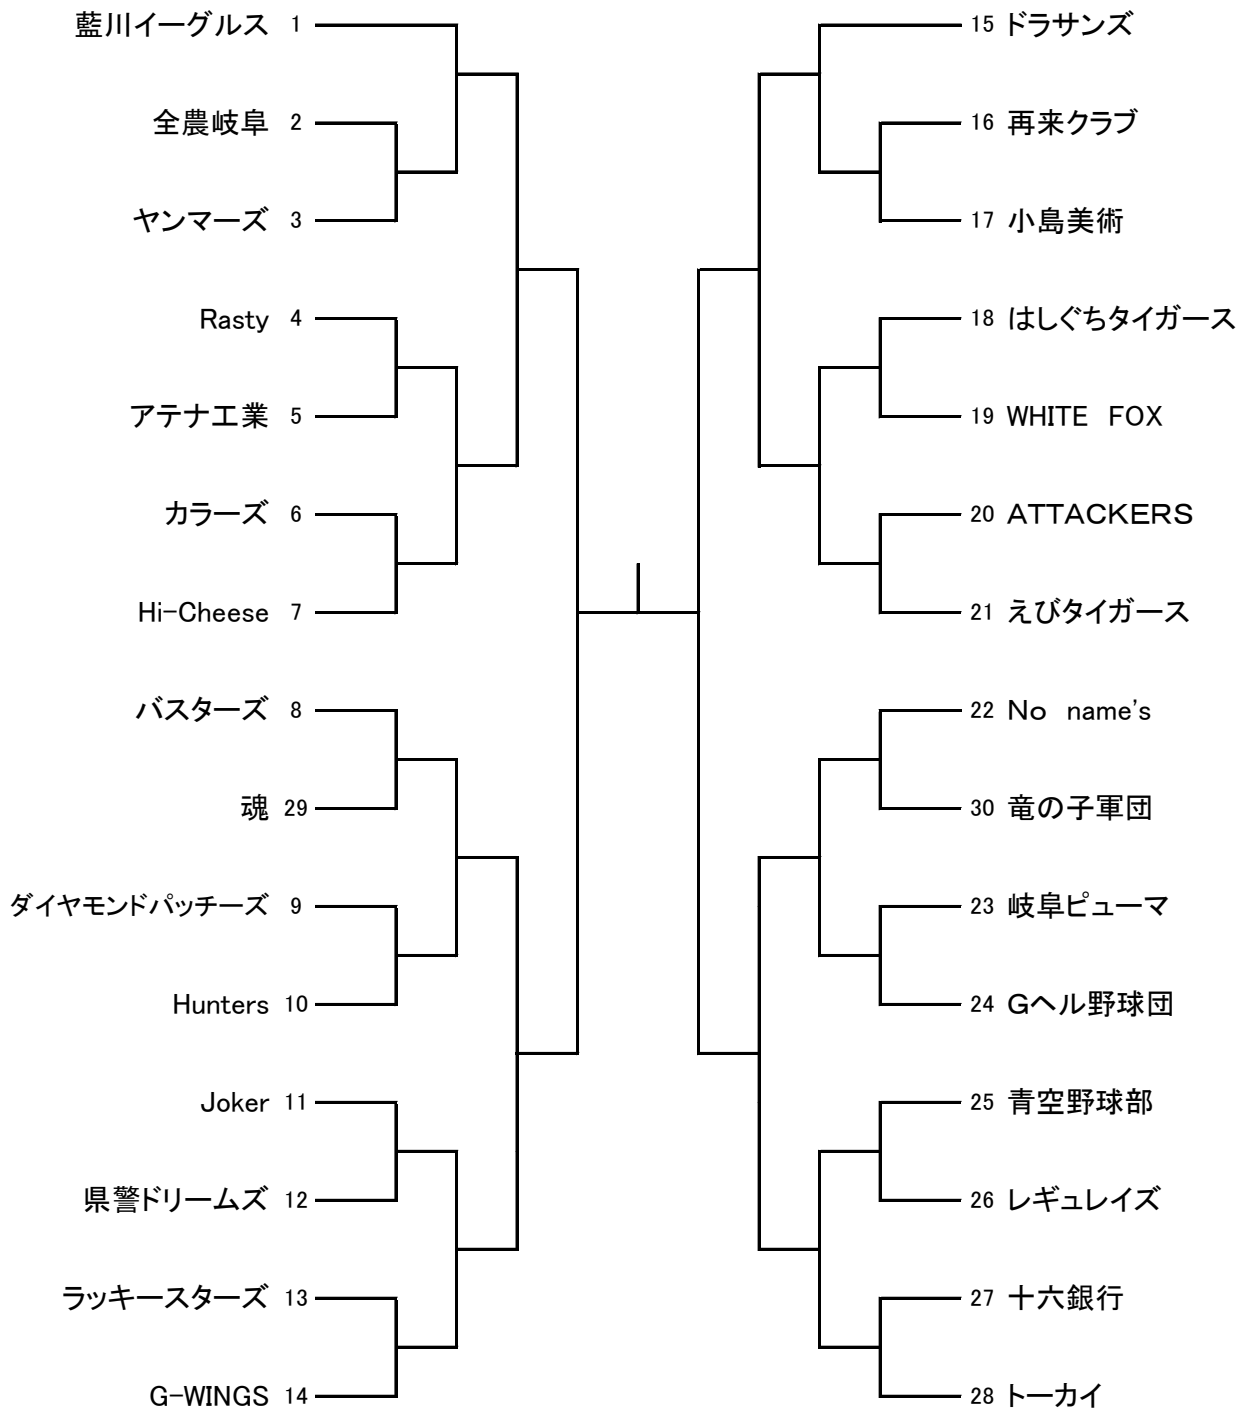 藍川イーグルス 1
全農岐阜 2
ヤンマーズ 3
Rasty 4
アテナ工業 5
カラーズ 6
Hi-Cheese 7
バスターズ 8
魂 29
ダイヤモンドパッチーズ 9
Hunters 10
Joker 11
県警ドリームズ 12
ラッキースターズ 13
G-WINGS 14
15 ドラサンズ
16 再来クラブ
17 小島美術
18 はしぐちタイガース
19 WHITE　FOX
20 ＡＴＴＡＣＫＥＲＳ
21 えびタイガース
22 Ｎｏ　name's
30 竜の子軍団
23 岐阜ピューマ
24 Ｇヘル野球団
25 青空野球部
26 レギュレイズ
27 十六銀行
28 トーカイ